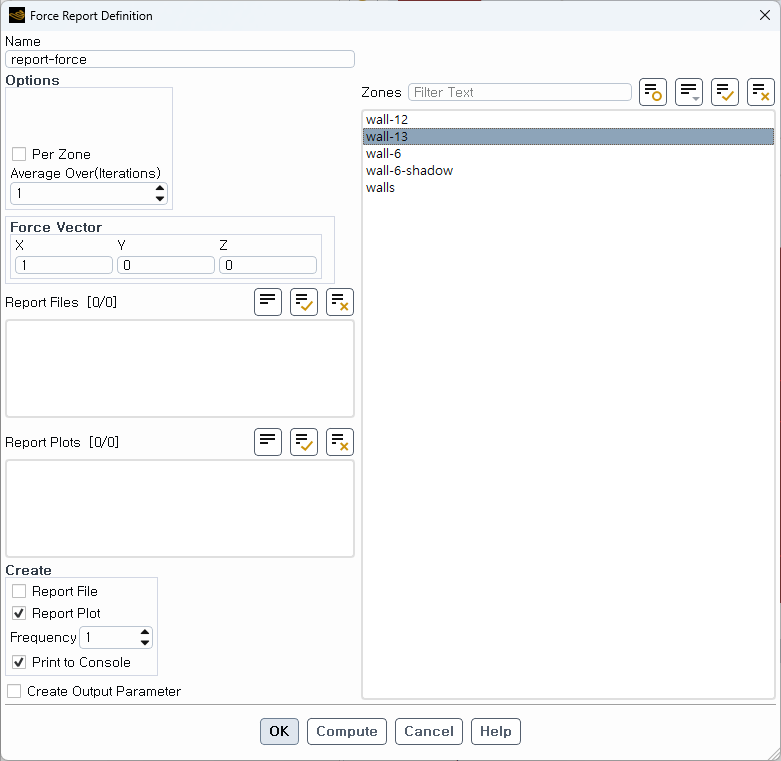 Force Report Definition
Name
report-force
Options
Per Zone
Average Over(Iterations)
1
Force Vector
X Y Z
1 0 0
Report Files [0/0]
Report Plots [0/0]
Create
Report File
Report Plot
Frequency 1
Print to Console
Create Output Parameter
Zones Filter Text
wall-12
wall-13
wall-6
wall-6-shadow
walls
OK Compute Cancel Help